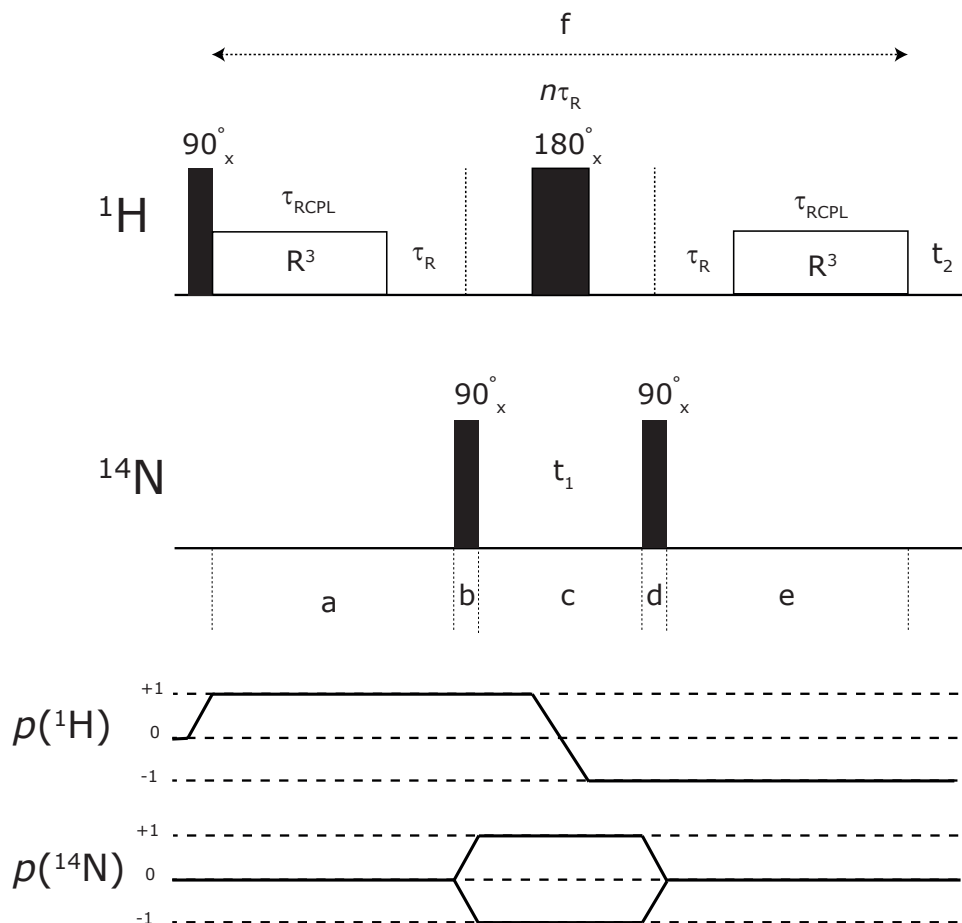 f
nτR
90°x 180°x
τRCPL τRCPL
¹H R³ τR τR R³ t₂
90°x 90°x
¹⁴N t₁
a b c d e
+1
p(¹H) 0
-1
+1
p(¹⁴N) 0
-1